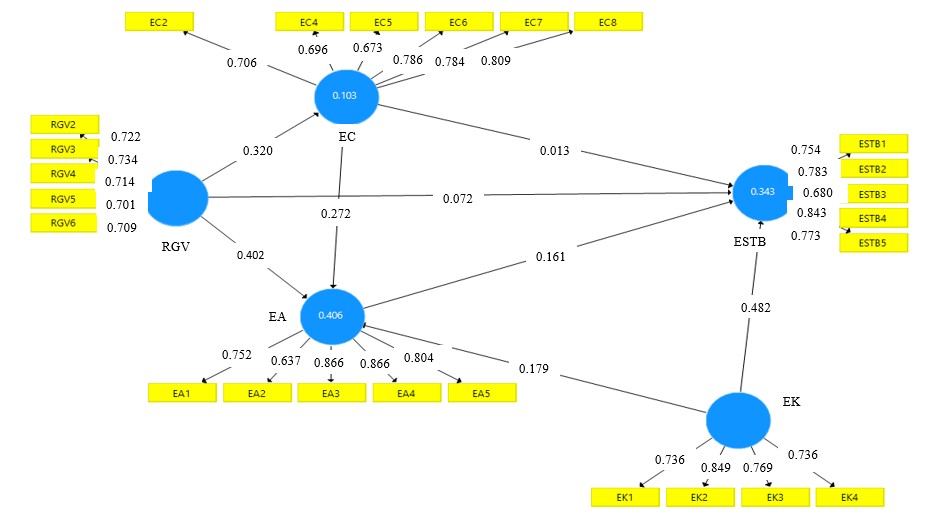 EC2 EC4 EC5 EC6 EC7 EC8
0.706 0.696 0.673 0.786 0.784 0.809
0.103
EC
RGV2 0.722
RGV3 0.734
RGV4 0.714
RGV5 0.701
RGV6 0.709
RGV
0.320
0.013
0.072
0.272
0.402
0.161
0.754 ESTB1
0.783 ESTB2
0.343 0.680 ESTB3
0.843 ESTB4
0.773 ESTB5
ESTB
EA 0.406
0.482
0.179
0.752 0.637 0.866 0.866 0.804
EA1 EA2 EA3 EA4 EA5
EK
0.736 0.849 0.769 0.736
EK1 EK2 EK3 EK4